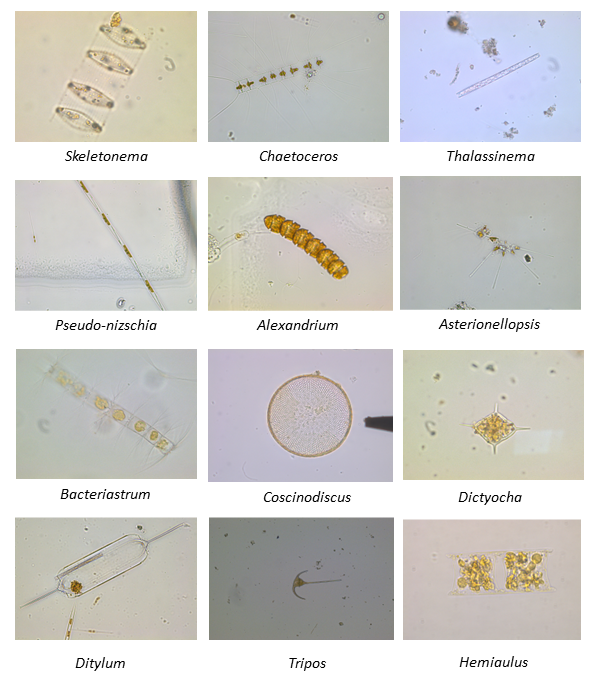 Skeletonema
Chaetoceros
Thalassinema
Pseudo-nizschia
Alexandrium
Asterionellopsis
Bacteriastrum
Coscinodiscus
Dictyocha
Ditylum
Tripos
Hemiaulus